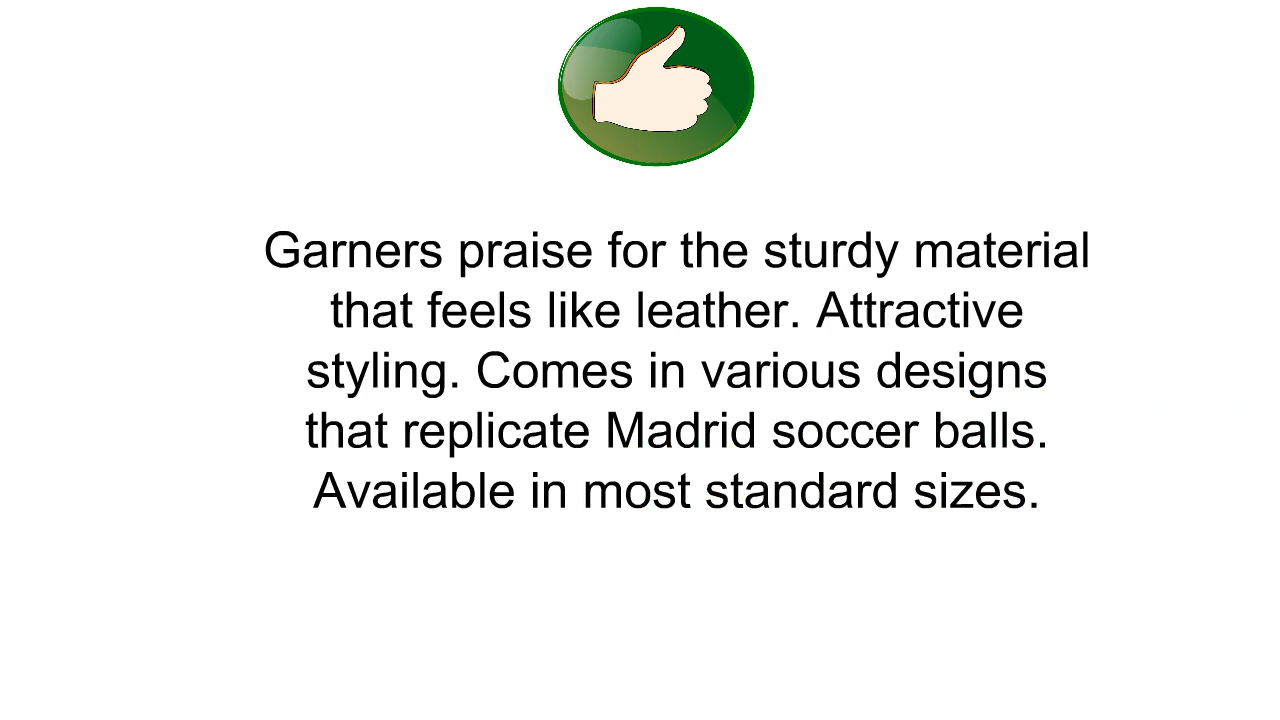 Garners praise for the sturdy material
that feels like leather. Attractive
styling. Comes in various designs
that replicate Madrid soccer balls.
Available in most standard sizes.